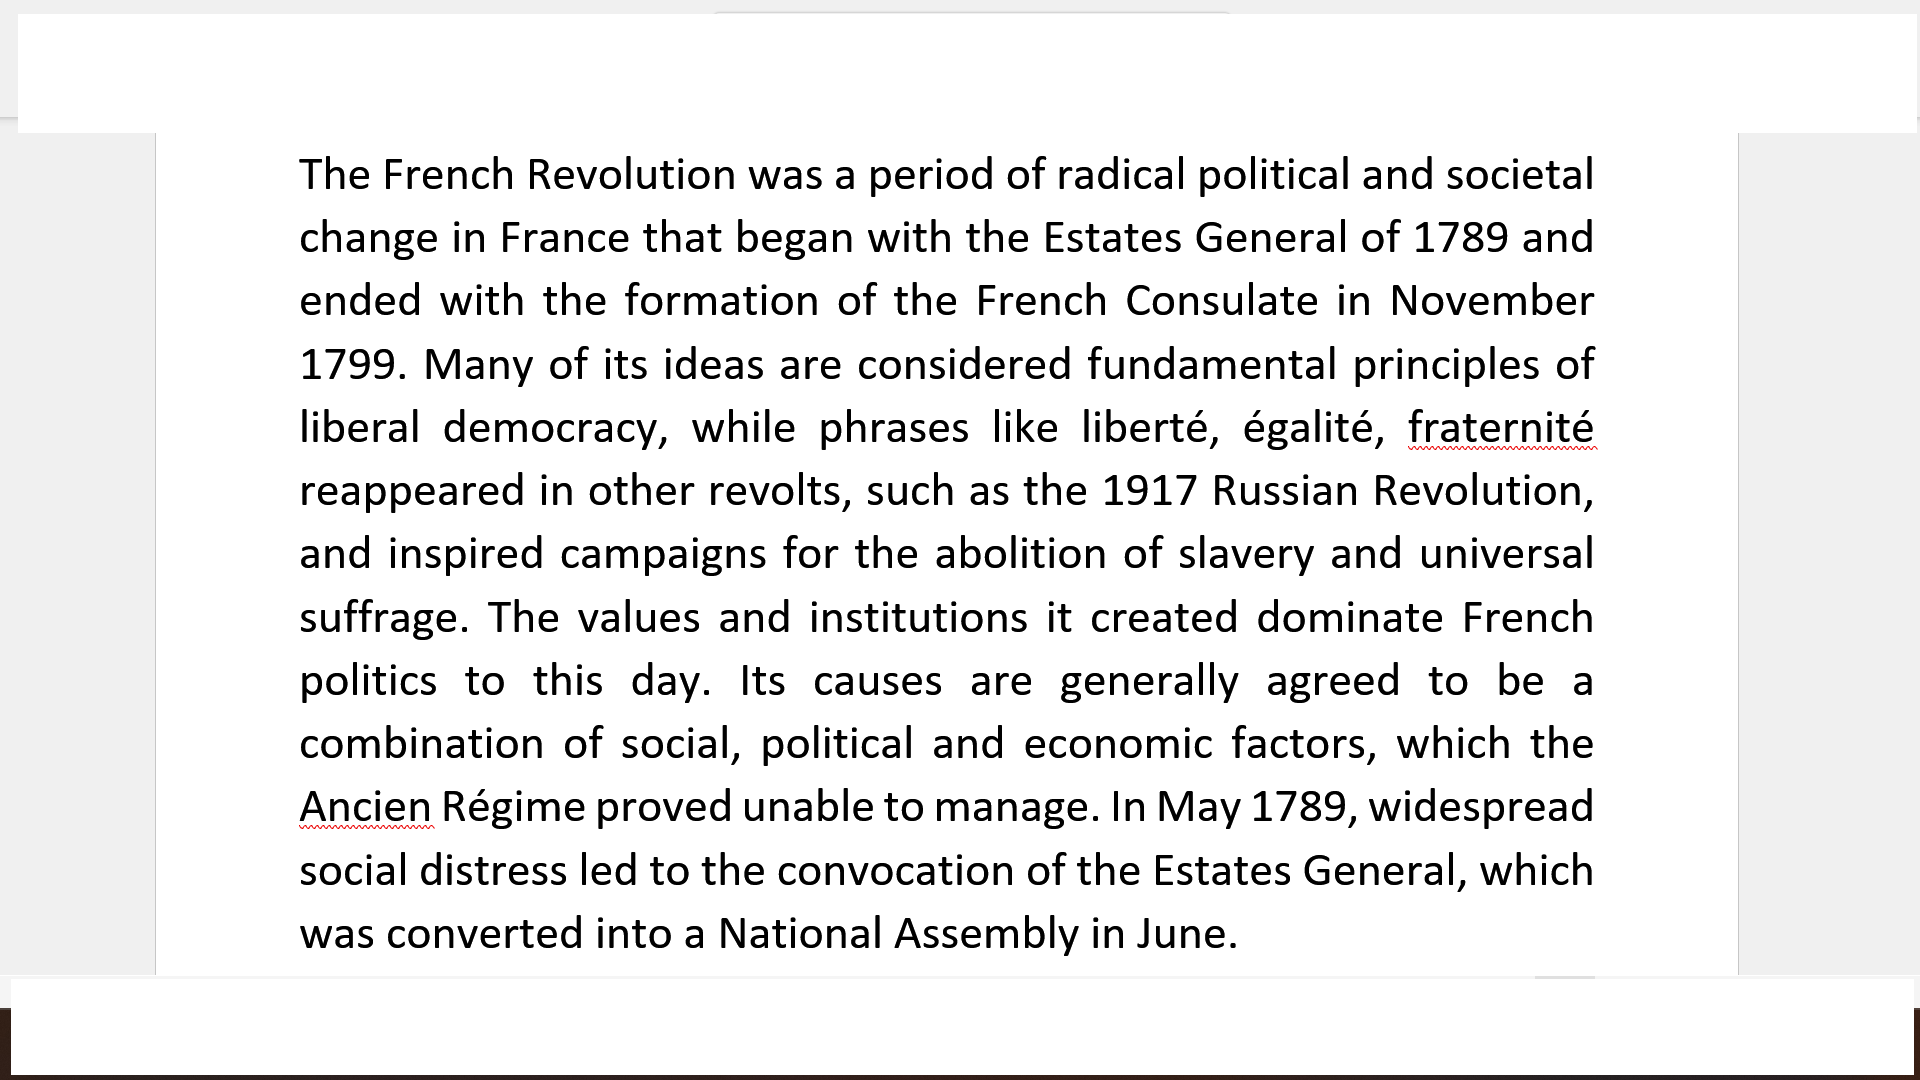 The French Revolution was a period of radical political and societal
change in France that began with the Estates General of 1789 and
ended with the formation of the French Consulate in November
1799. Many of its ideas are considered fundamental principles of
liberal democracy, while phrases like liberté, égalité, fraternité
reappeared in other revolts, such as the 1917 Russian Revolution,
and inspired campaigns for the abolition of slavery and universal
suffrage. The values and institutions it created dominate French
politics to this day. Its causes are generally agreed to be a
combination of social, political and economic factors, which the
Ancien Régime proved unable to manage. In May 1789, widespread
social distress led to the convocation of the Estates General, which
was converted into a National Assembly in June.